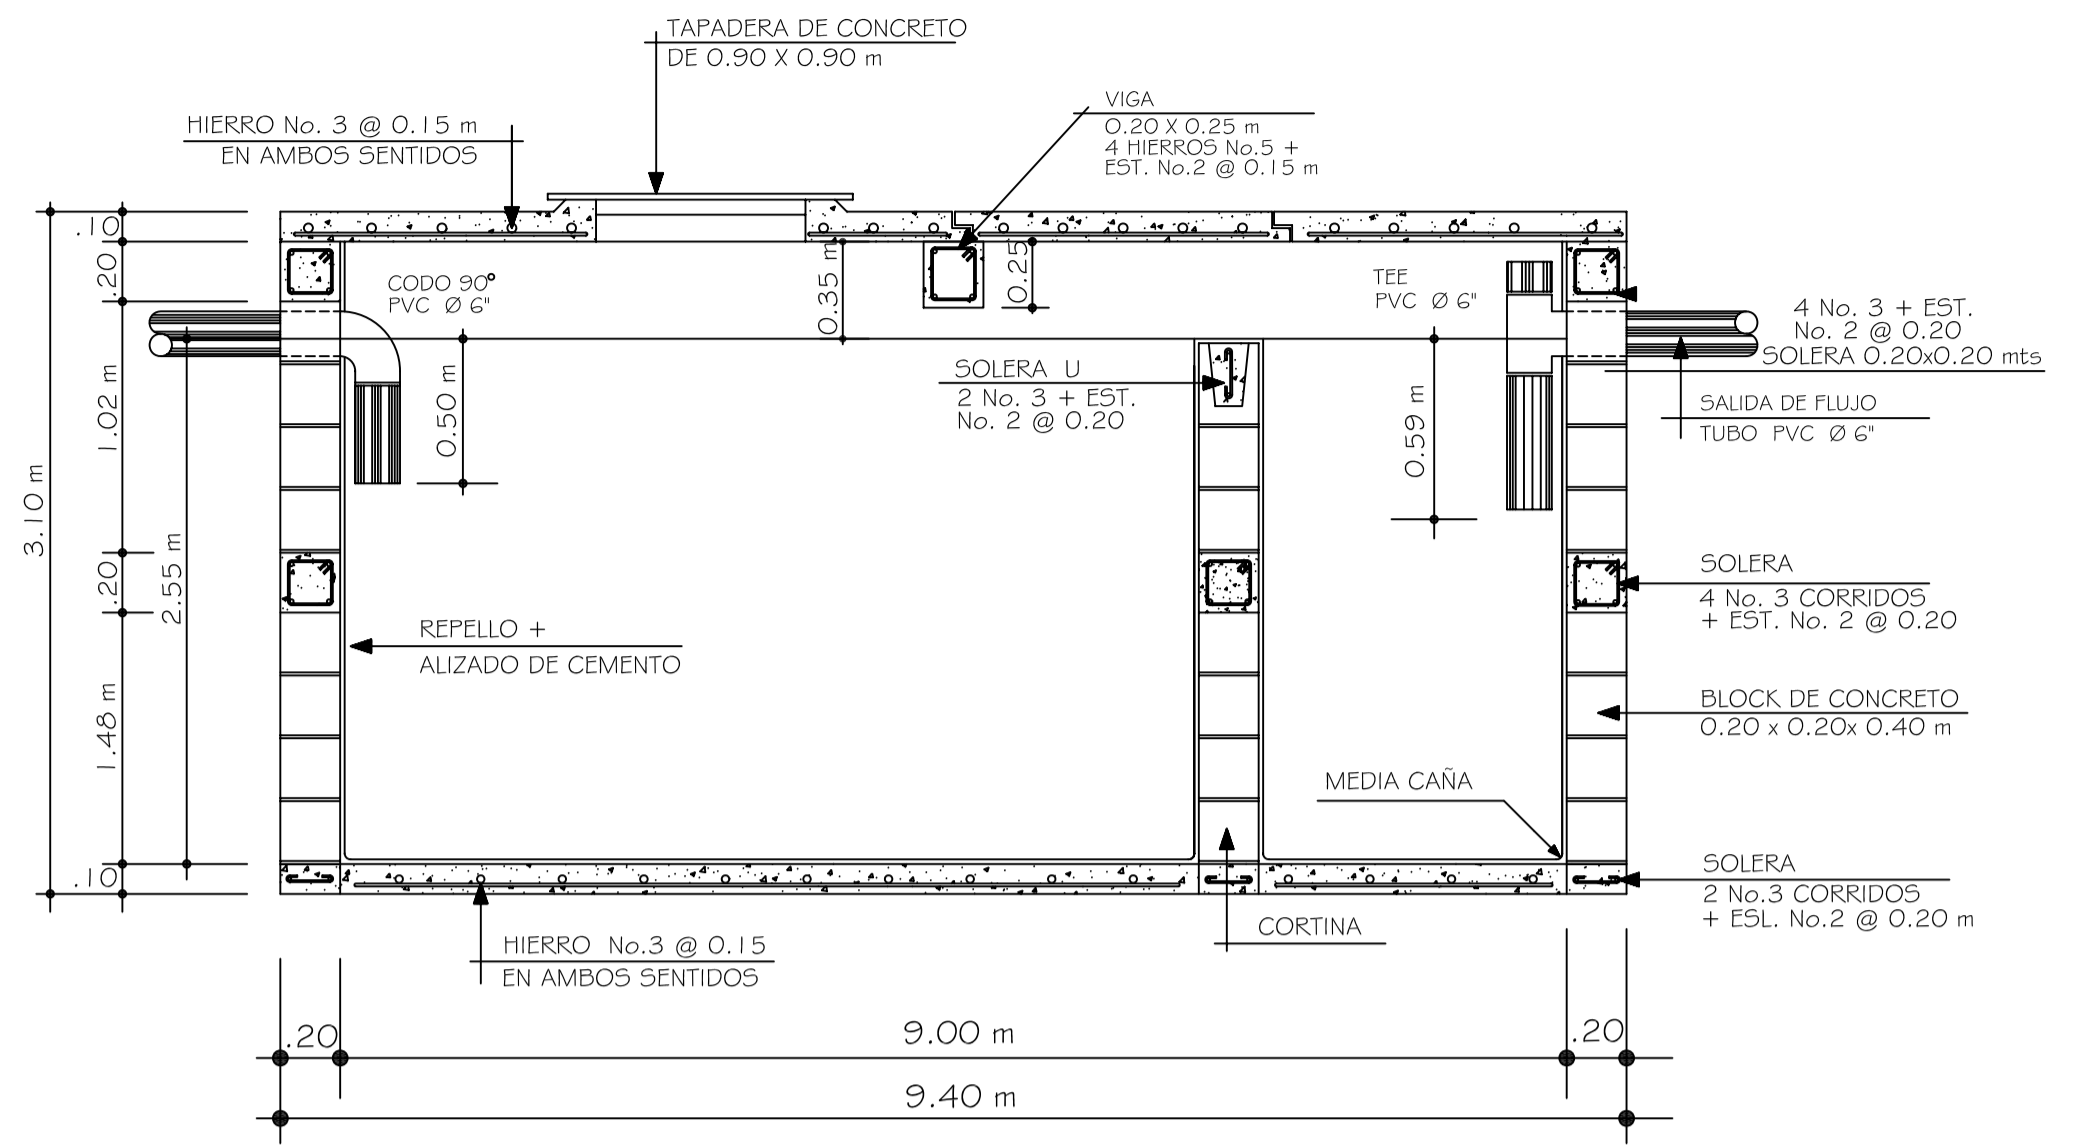 TAPADERA DE CONCRETO
DE 0.90 X 0.90 m
VIGA
0.20 X 0.25 m
4 HIERROS No.5 +
EST. No.2 @ 0.15 m
HIERRO No. 3 @ 0.15 m
EN AMBOS SENTIDOS
.10
.20
1.02 m
.20
1.48 m
.10
3.10 m
2.55 m
CODO 90°
PVC Ø 6"
0.50 m
0.35 m
0.25
TEE
PVC Ø 6"
0.59 m
SOLERA U
2 No. 3 + EST.
No. 2 @ 0.20
4 No. 3 + EST.
No. 2 @ 0.20
SOLERA 0.20x0.20 mts
SALIDA DE FLUJO
TUBO PVC Ø 6"
SOLERA
4 No. 3 CORRIDOS
+ EST. No. 2 @ 0.20
REPELLO +
ALIZADO DE CEMENTO
BLOCK DE CONCRETO
0.20 x 0.20x 0.40 m
MEDIA CAÑA
SOLERA
2 No.3 CORRIDOS
+ ESL. No.2 @ 0.20 m
CORTINA
HIERRO No.3 @ 0.15
EN AMBOS SENTIDOS
.20
9.00 m
.20
9.40 m